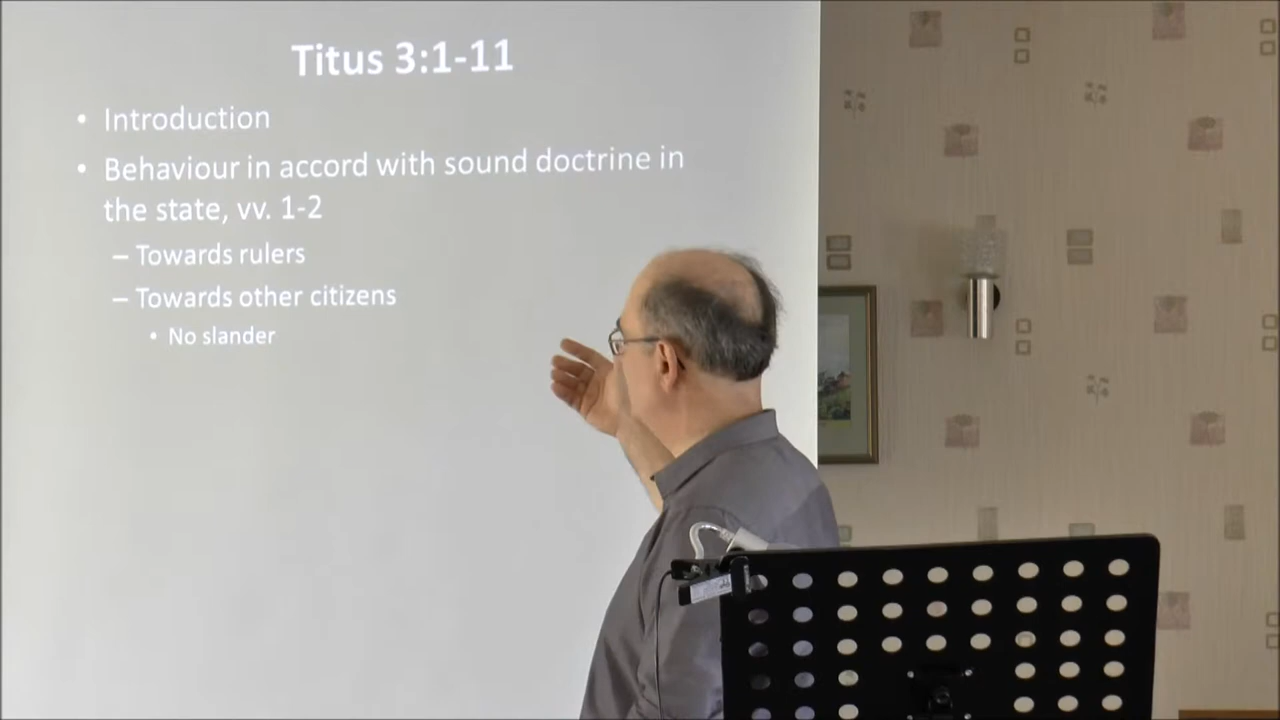 Titus 3:1-11
• Introduction
• Behaviour in accord with sound doctrine in
the state, vv. 1-2
– Towards rulers
– Towards other citizens
• No slander